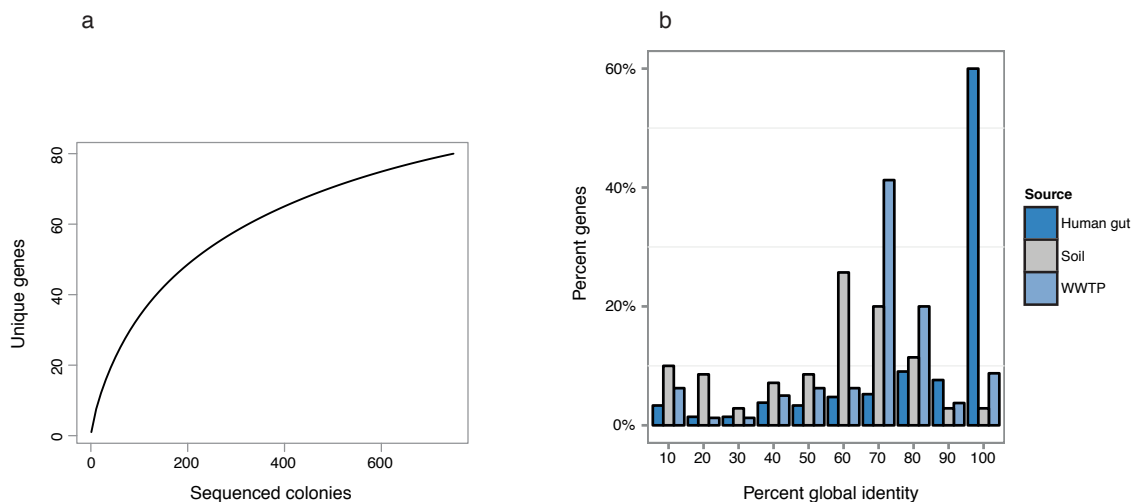 a
Unique genes
80
60
40
20
0
0 200 400 600
Sequenced colonies
b
Percent genes
60%
40%
20%
0%
10 20 30 40 50 60 70 80 90 100
Percent global identity
Source
Human gut
Soil
WWTP